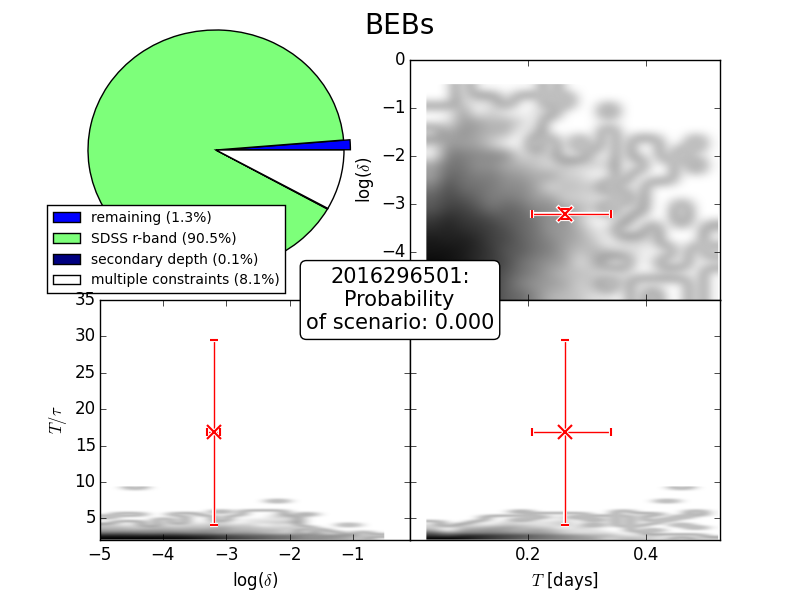 BEBs
remaining (1.3%)
SDSS r-band (90.5%)
secondary depth (0.1%)
multiple constraints (8.1%)
0
−1
−2
−3
−4
log(δ)
2016296501:
Probability
of scenario: 0.000
35
30
25
20
15
10
5
T/τ
−5 −4 −3 −2 −1
log(δ)
0.2 0.4
T [days]